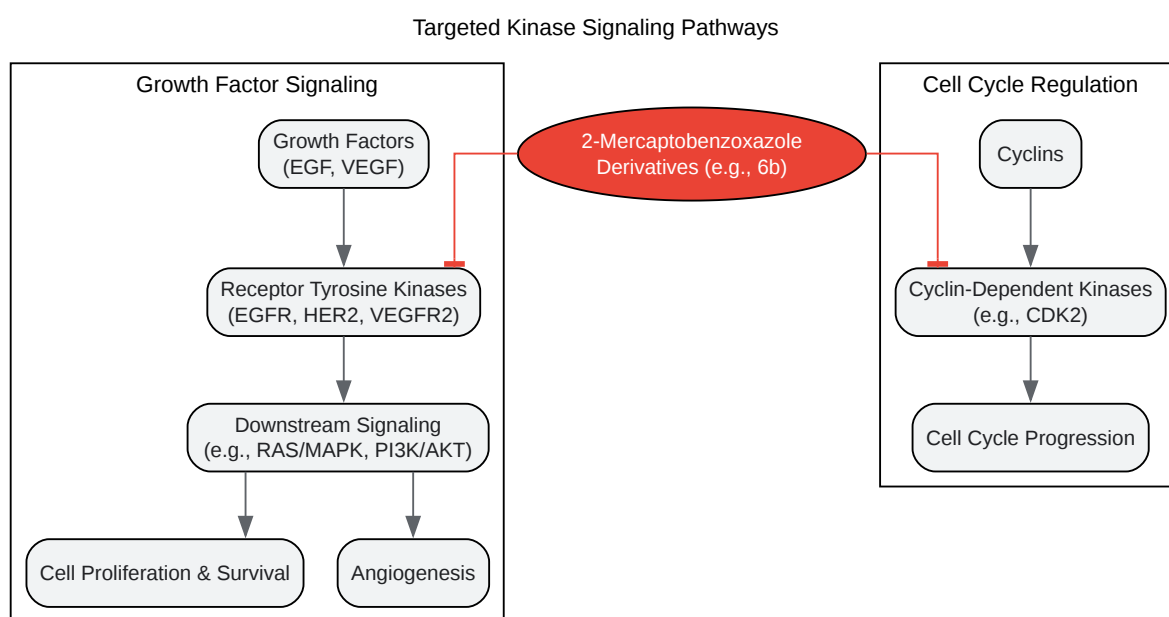 Targeted Kinase Signaling Pathways
Growth Factor Signaling
Growth Factors
(EGF, VEGF)
Receptor Tyrosine Kinases
(EGFR, HER2, VEGFR2)
Downstream Signaling
(e.g., RAS/MAPK, PI3K/AKT)
Cell Proliferation & Survival
Angiogenesis
2-Mercaptobenzoxazole
Derivatives (e.g., 6b)
Cell Cycle Regulation
Cyclins
Cyclin-Dependent Kinases
(e.g., CDK2)
Cell Cycle Progression